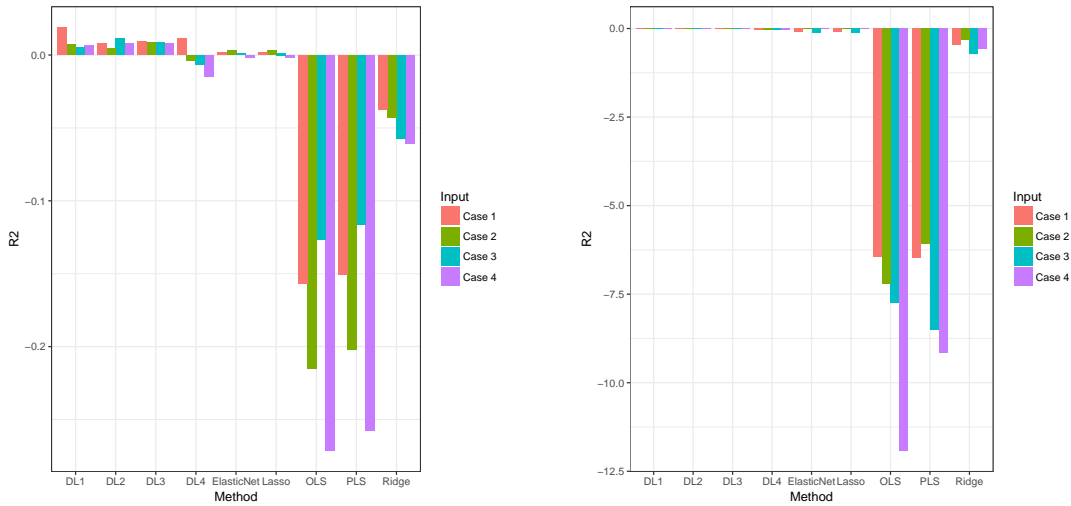 0.0
−0.1
−0.2
R2
DL1 DL2 DL3 DL4 ElasticNet Lasso OLS PLS Ridge
Method
Input
Case 1
Case 2
Case 3
Case 4
0.0
−2.5
−5.0
−7.5
−10.0
−12.5
R2
DL1 DL2 DL3 DL4 ElasticNet Lasso OLS PLS Ridge
Method
Input
Case 1
Case 2
Case 3
Case 4